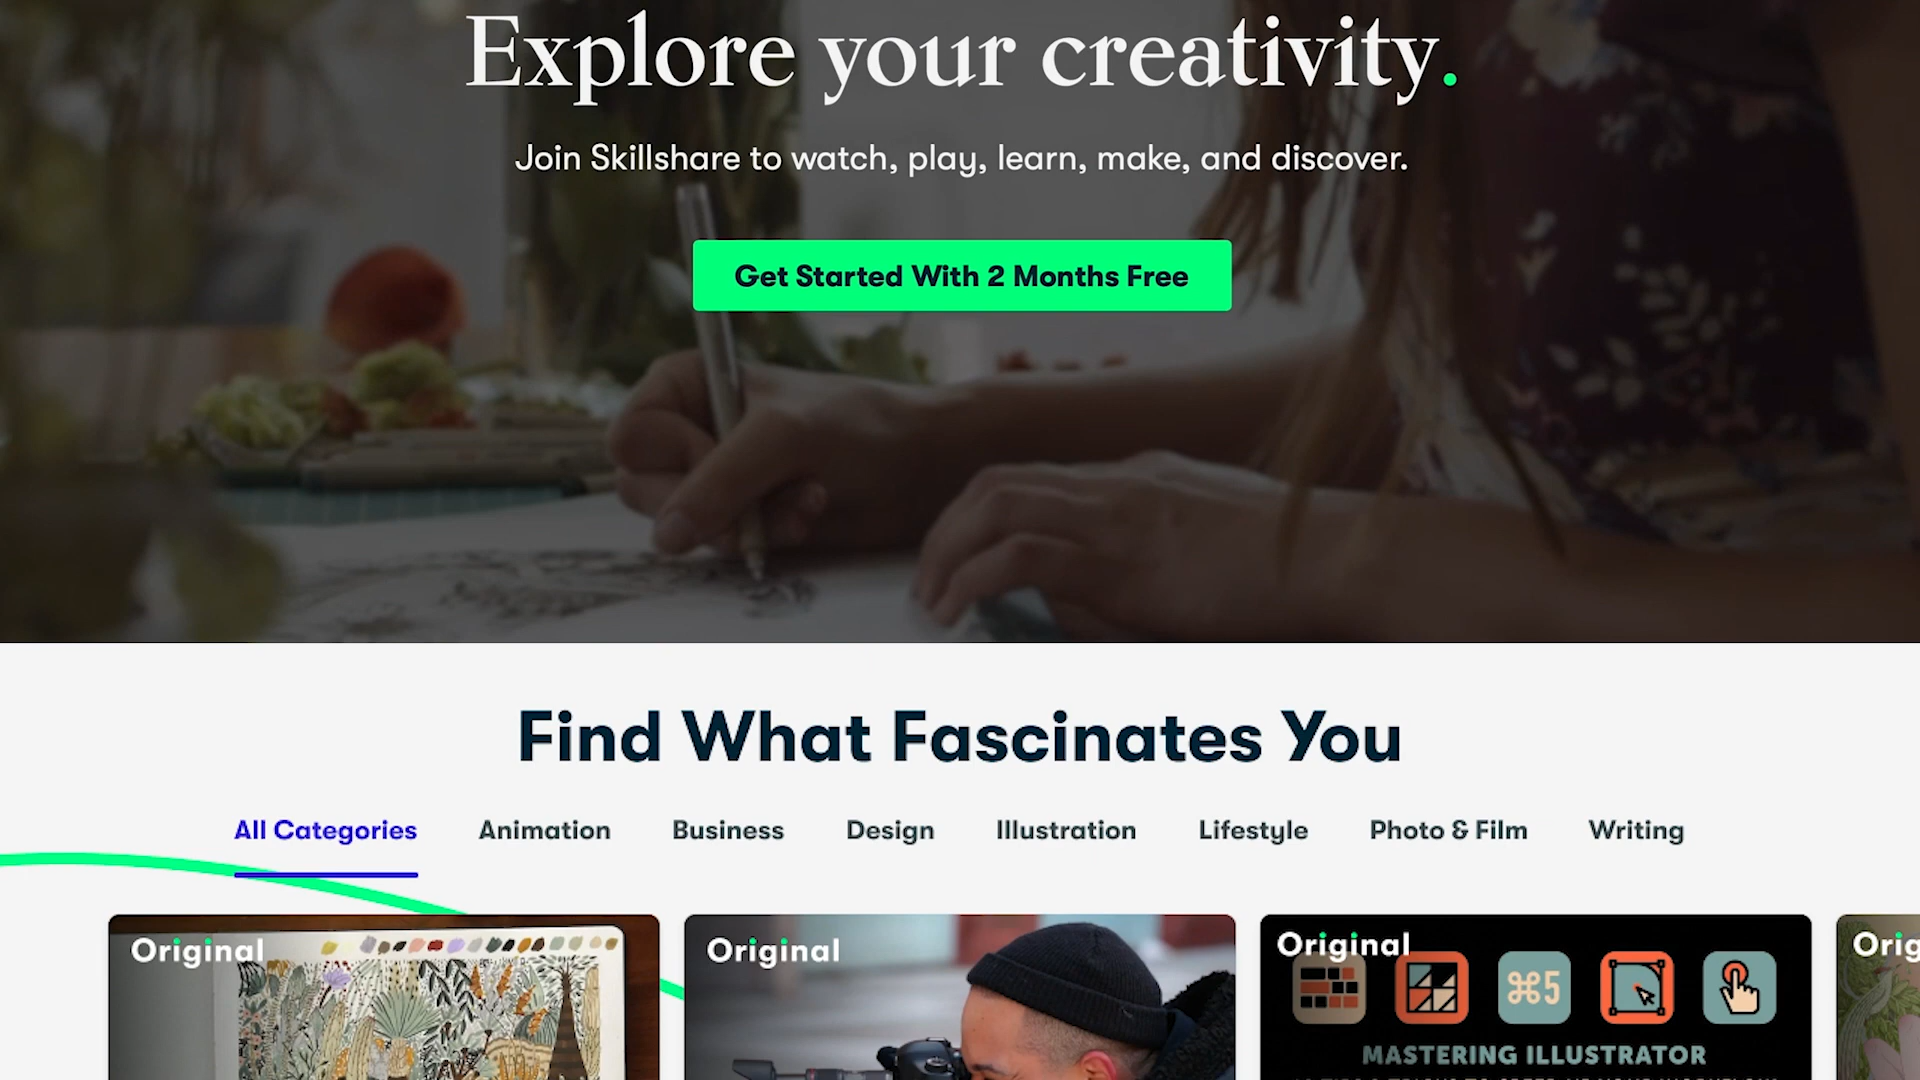 Explore your creativity.
Join Skillshare to watch, play, learn, make, and discover.
Get Started With 2 Months Free
Find What Fascinates You
All Categories Animation Business Design Illustration Lifestyle Photo & Film Writing
Original Original Original Orig
⌘5
MASTERING ILLUSTRATOR